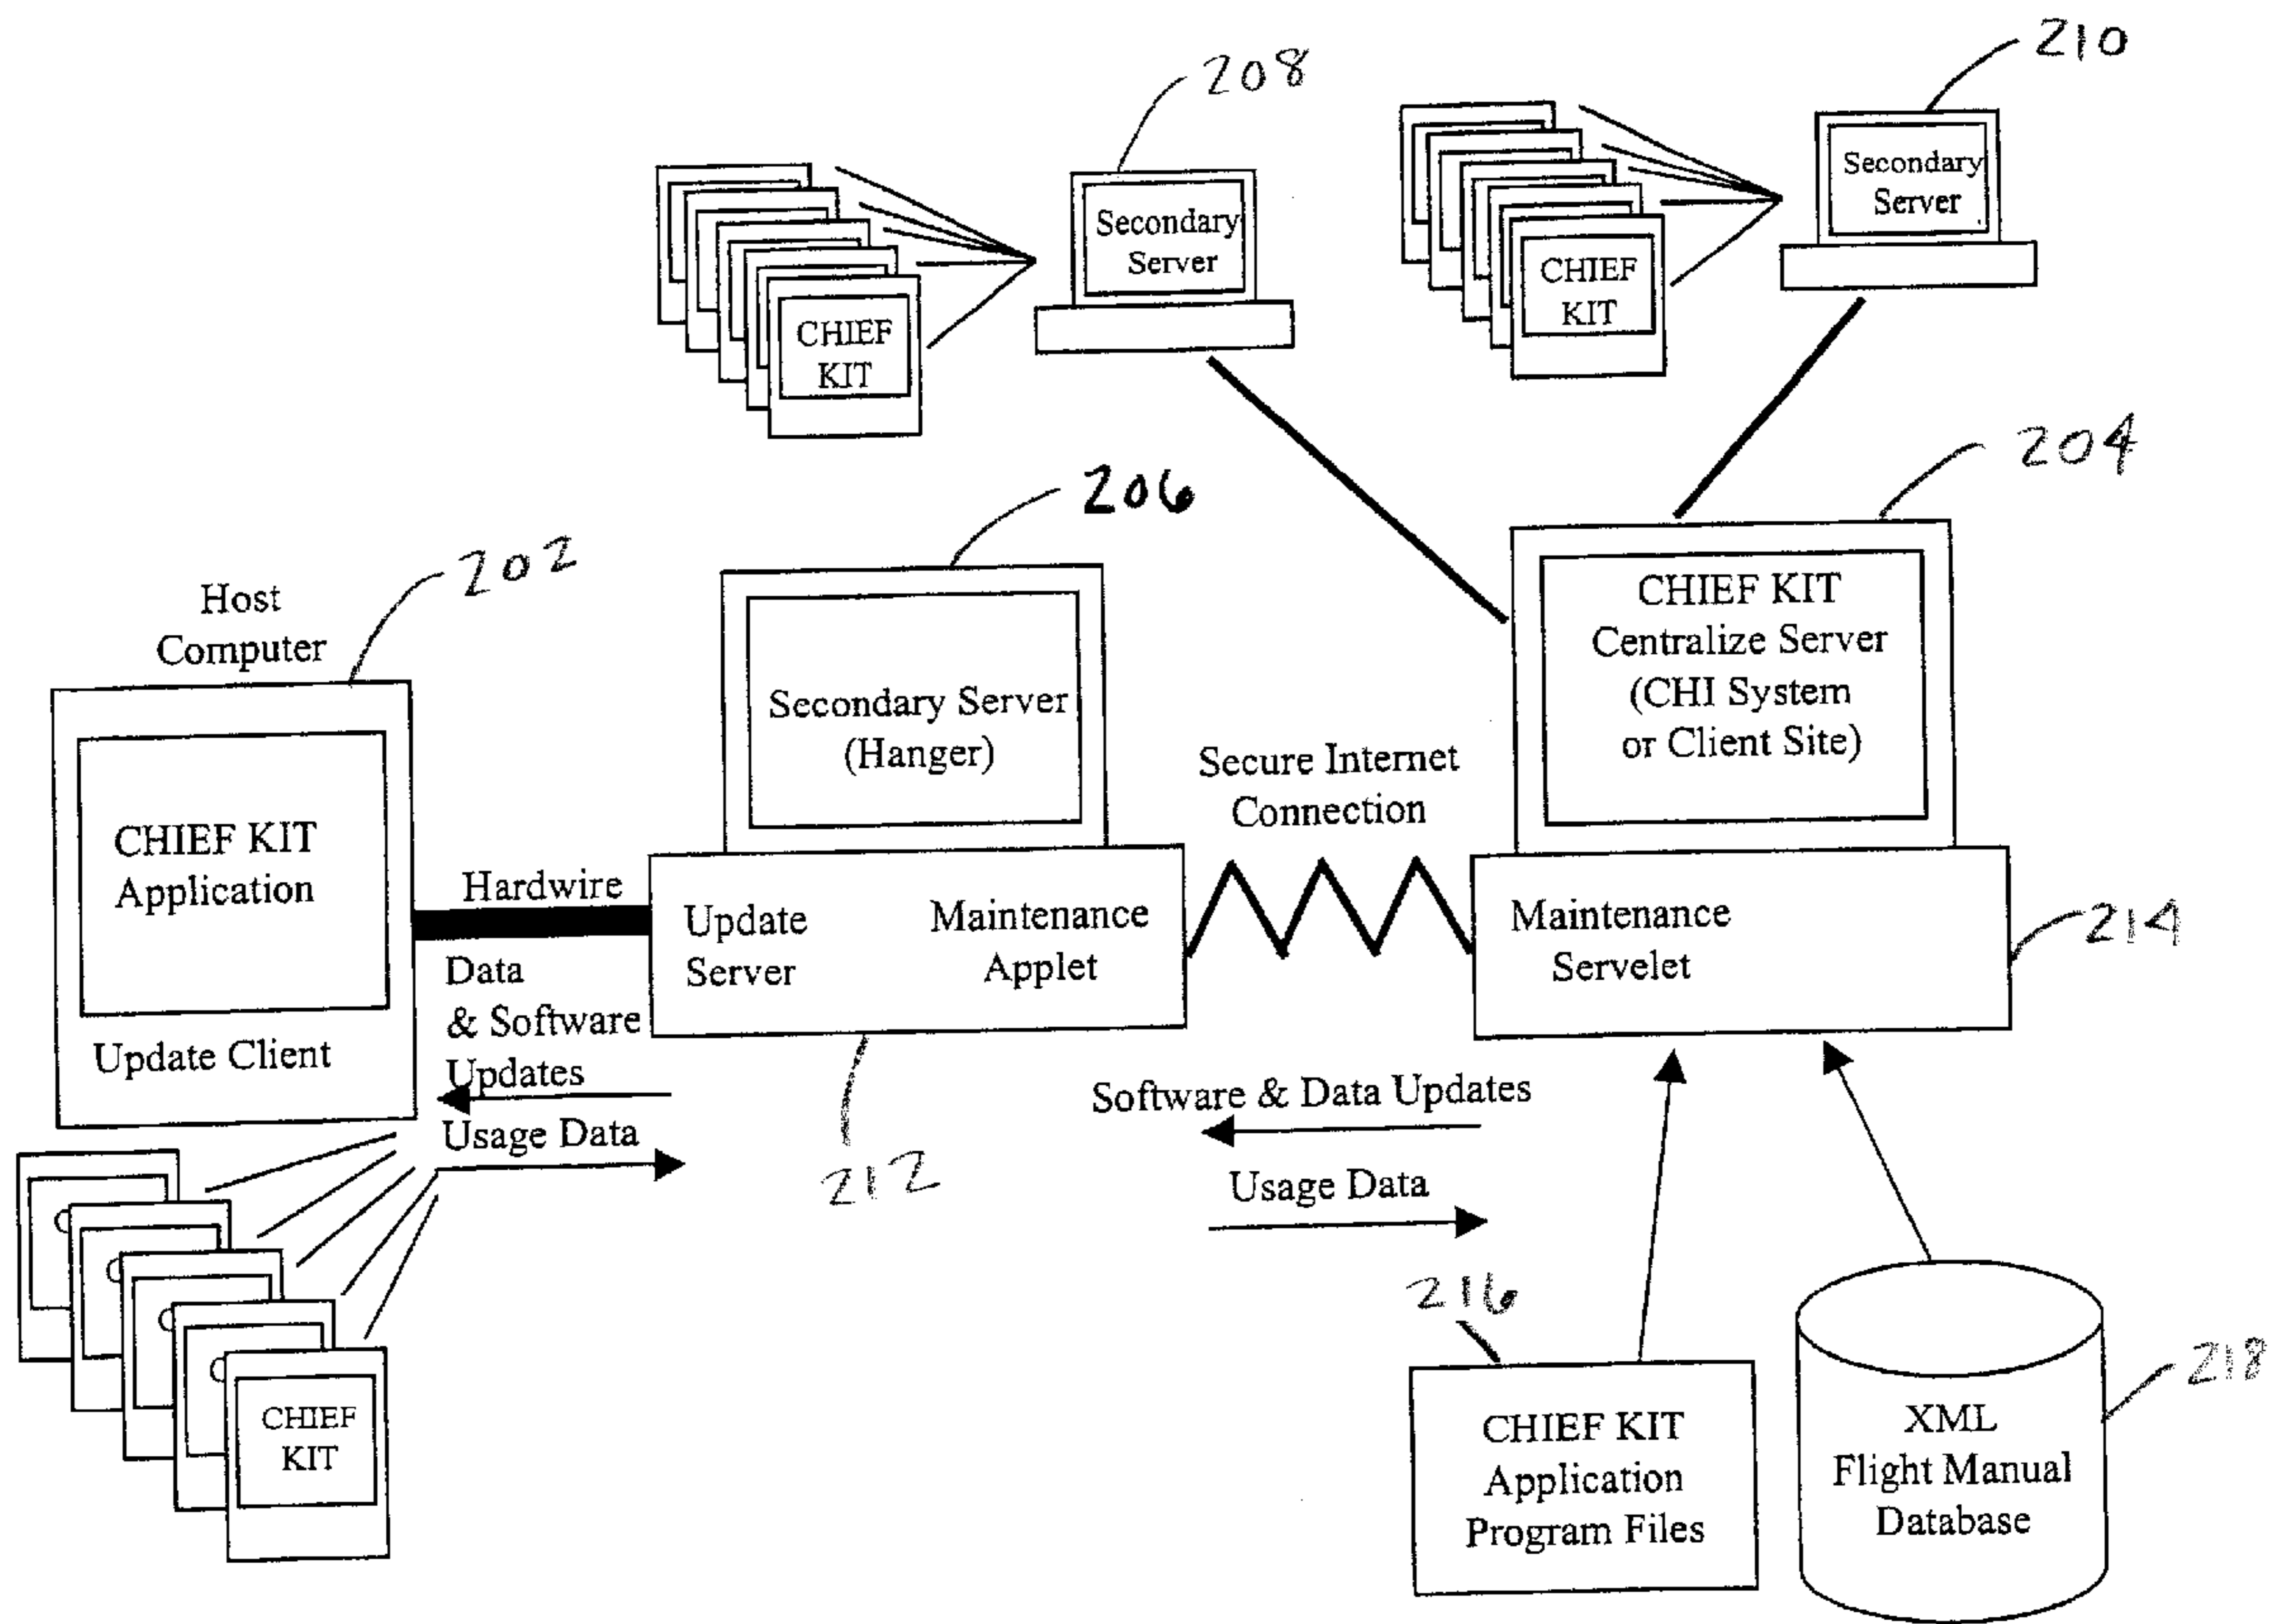 210
208
Secondary
Server
Secondary
Server
CHIEF
KIT
CHIEF
KIT
204
206
202
Host
Computer
CHIEF KIT
Centralize Server
(CHI System
or Client Site)
Secondary Server
(Hanger)
Secure Internet
Connection
CHIEF KIT
Application
Hardwire
Update
Server
Maintenance
Applet
Maintenance
Servelet
214
Data
& Software
Updates
Update Client
Software & Data Updates
Usage Data
212
Usage Data
216
218
CHIEF
KIT
CHIEF KIT
Application
Program Files
XML
Flight Manual
Database